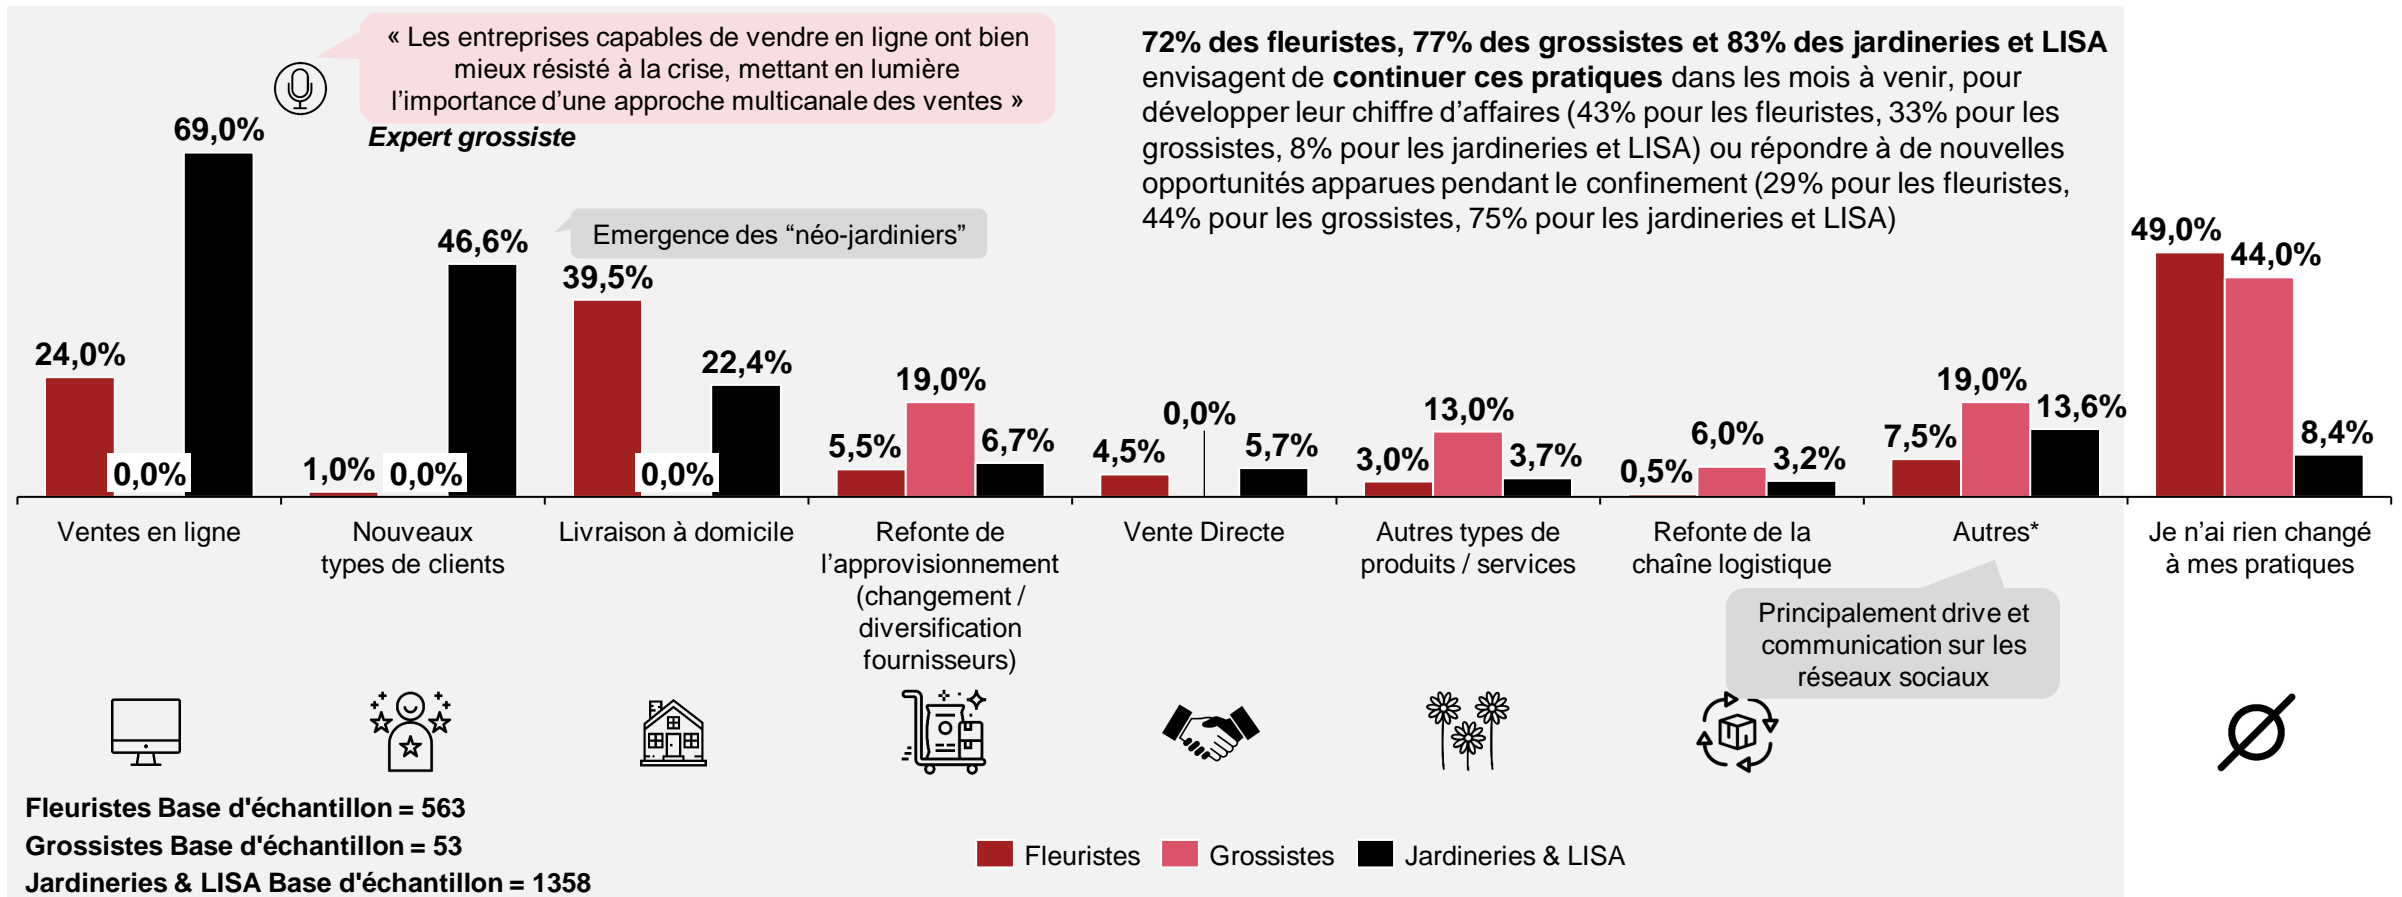 « Les entreprises capables de vendre en ligne ont bien
mieux résisté à la crise, mettant en lumière
l’importance d’une approche multicanale des ventes »
Expert grossiste
72% des fleuristes, 77% des grossistes et 83% des jardineries et LISA
envisagent de continuer ces pratiques dans les mois à venir, pour
développer leur chiffre d’affaires (43% pour les fleuristes, 33% pour les
grossistes, 8% pour les jardineries et LISA) ou répondre à de nouvelles
opportunités apparues pendant le confinement (29% pour les fleuristes,
44% pour les grossistes, 75% pour les jardineries et LISA)
Emergence des “néo-jardiniers”
24,0%
0,0%
69,0%
1,0%
0,0%
46,6%
39,5%
0,0%
22,4%
5,5%
19,0%
6,7%
4,5%
0,0%
5,7%
3,0%
13,0%
3,7%
0,5%
6,0%
3,2%
7,5%
19,0%
13,6%
49,0%
44,0%
8,4%
Ventes en ligne
Nouveaux
types de clients
Livraison à domicile
Refonte de
l’approvisionnement
(changement /
diversification
fournisseurs)
Vente Directe
Autres types de
produits / services
Refonte de la
chaîne logistique
Autres*
Je n’ai rien changé
à mes pratiques
Principalement drive et
communication sur les
réseaux sociaux
Fleuristes Base d'échantillon = 563
Grossistes Base d'échantillon = 53
Jardineries & LISA Base d'échantillon = 1358
Fleuristes
Grossistes
Jardineries & LISA